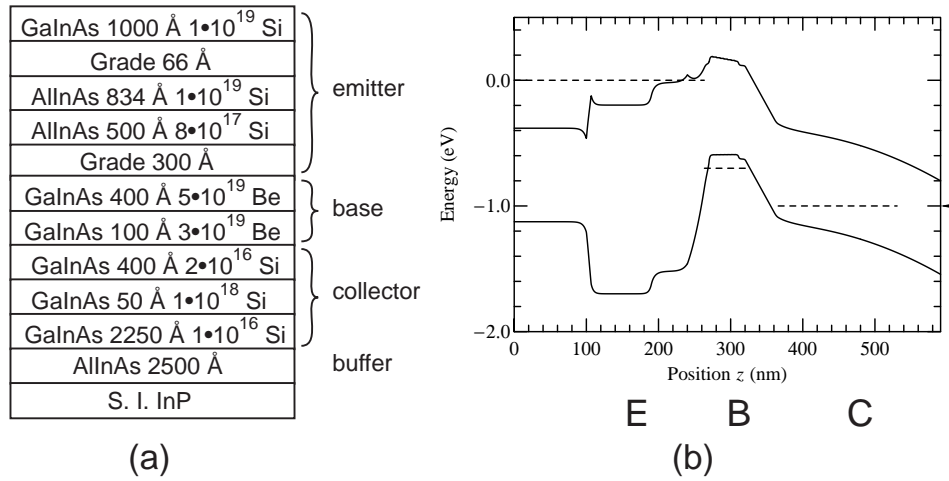 GaInAs 1000 Å 1•10^19 Si
Grade 66 Å
AlInAs 834 Å 1•10^19 Si
AlInAs 500 Å 8•10^17 Si
Grade 300 Å
GaInAs 400 Å 5•10^19 Be
GaInAs 100 Å 3•10^19 Be
GaInAs 400 Å 2•10^16 Si
GaInAs 50 Å 1•10^18 Si
GaInAs 2250 Å 1•10^16 Si
AlInAs 2500 Å
S. I. InP
emitter
base
collector
buffer
(a)
Energy (eV)
0.0
−1.0
−2.0
0 100 200 300 400 500
Position z (nm)
E B C
(b)